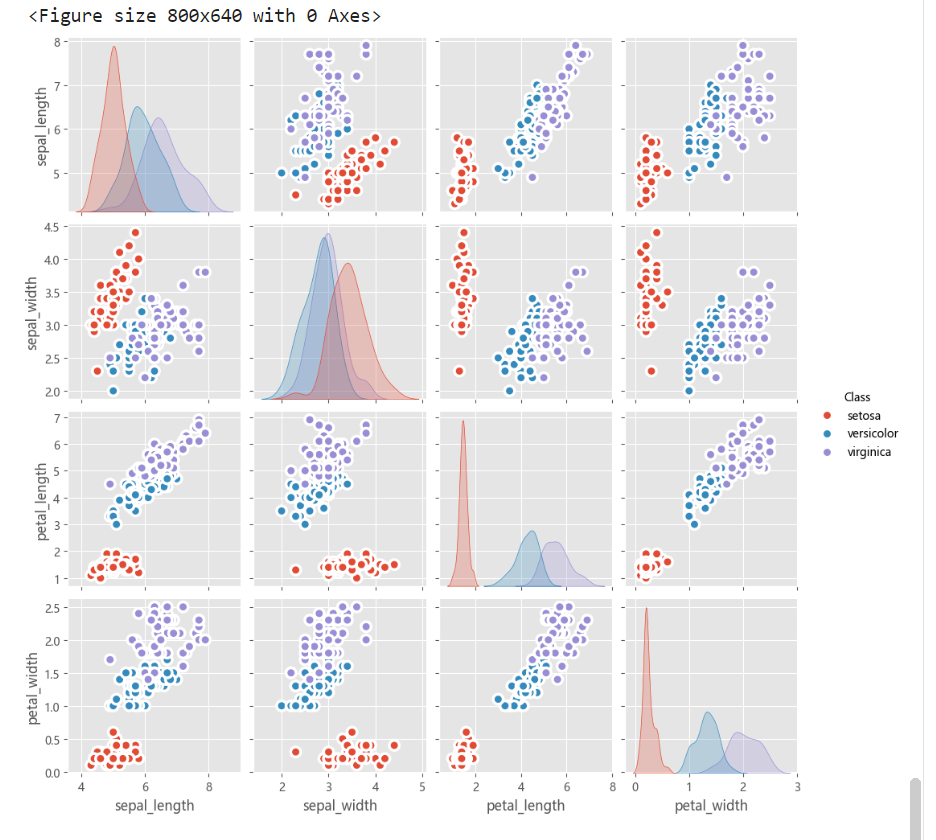 <Figure size 800x640 with 0 Axes>
8
7
6
5
sepal_length
4.5
4.0
3.5
3.0
2.5
2.0
sepal_width
7
6
5
4
3
2
1
petal_length
2.5
2.0
1.5
1.0
0.5
0.0
petal_width
4 6 8
sepal_length
2 3 4 5
sepal_width
2 4 6 8
petal_length
0 1 2 3
petal_width
Class
setosa
versicolor
virginica